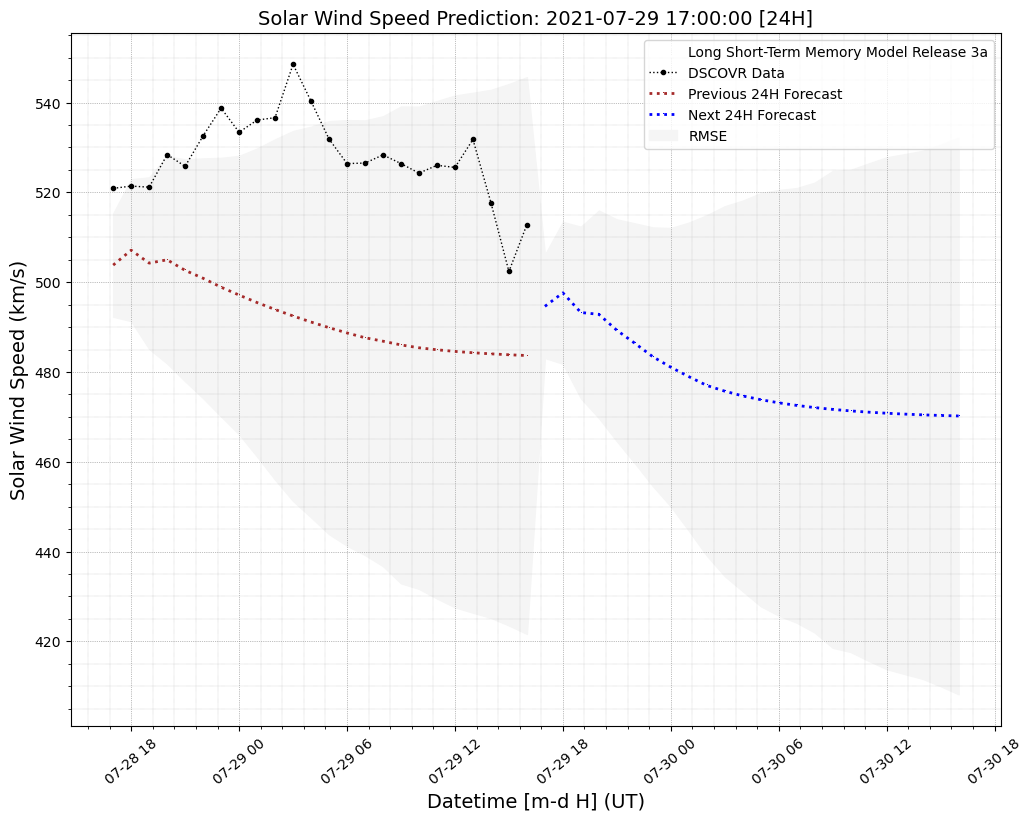 Solar Wind Speed Prediction: 2021-07-29 17:00:00 [24H]
Long Short-Term Memory Model Release 3a
DSCOVR Data
Previous 24H Forecast
Next 24H Forecast
RMSE
Solar Wind Speed (km/s)
540
520
500
480
460
440
420
07-28 18
07-29 00
07-29 06
07-29 12
07-29 18
07-30 00
07-30 06
07-30 12
07-30 18
Datetime [m-d H] (UT)